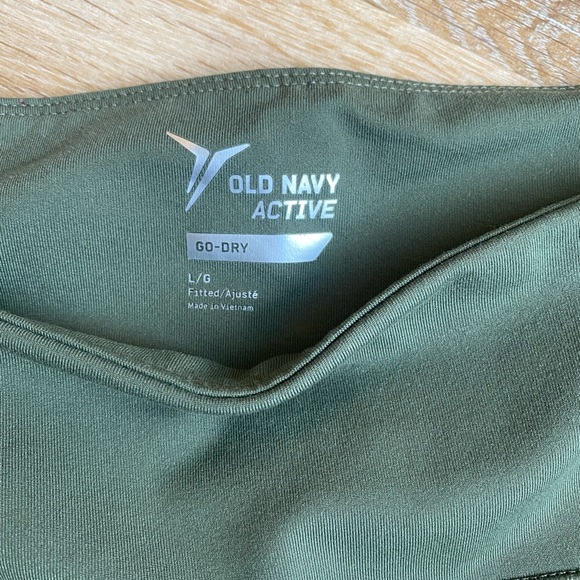 OLD NAVY
ACTIVE
GO-DRY
L/G
Fitted/Ajusté
Made in Vietnam